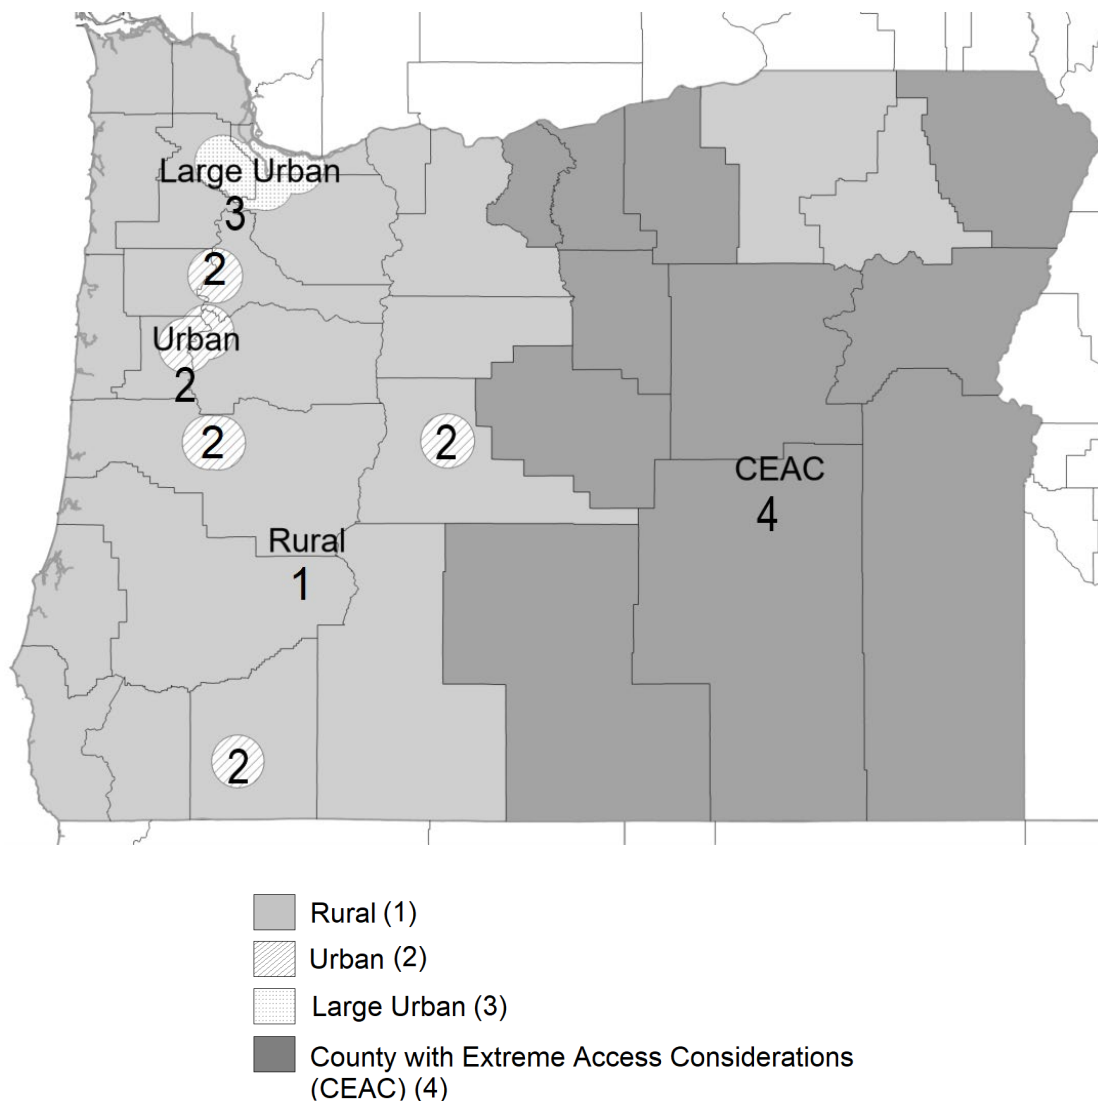 Large Urban
3
2
Urban
2
2
2
CEAC
4
Rural
1
2
Rural (1)
Urban (2)
Large Urban (3)
County with Extreme Access Considerations
(CEAC) (4)